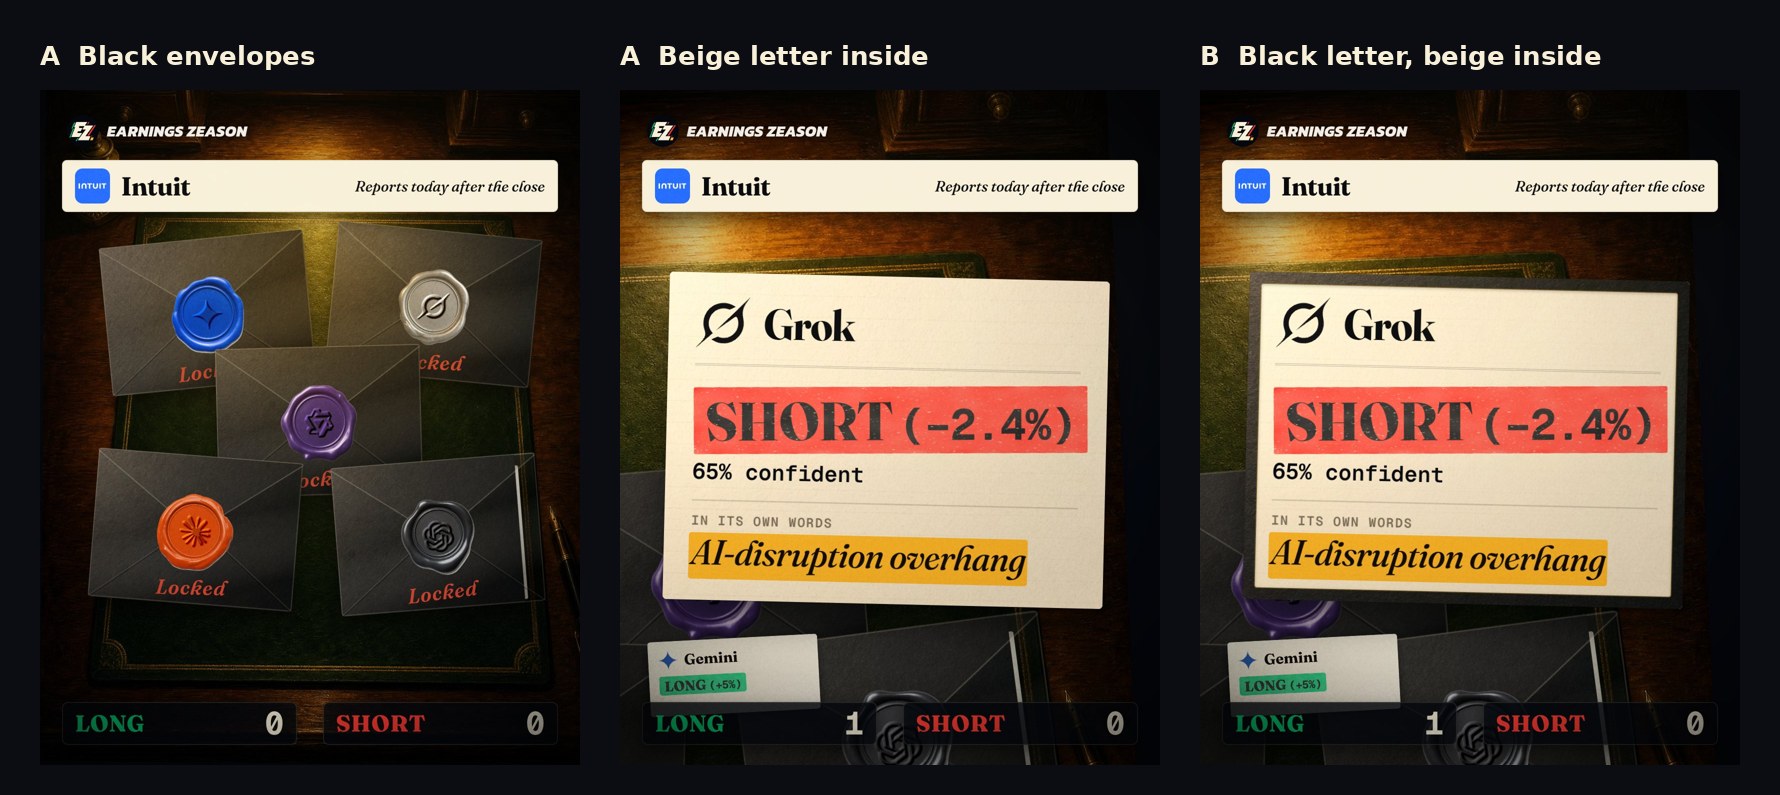 A Black envelopes
EZ EARNINGS ZEASON
INTUIT Intuit Reports today after the close
Locked
Locked
LONG 0 SHORT 0
A Beige letter inside
EZ EARNINGS ZEASON
INTUIT Intuit Reports today after the close
Grok
SHORT (-2.4%)
65% confident
IN ITS OWN WORDS
AI-disruption overhang
Gemini
LONG (+5%)
LONG 1 SHORT 0
B Black letter, beige inside
EZ EARNINGS ZEASON
INTUIT Intuit Reports today after the close
Grok
SHORT (-2.4%)
65% confident
IN ITS OWN WORDS
AI-disruption overhang
Gemini
LONG (+5%)
LONG 1 SHORT 0